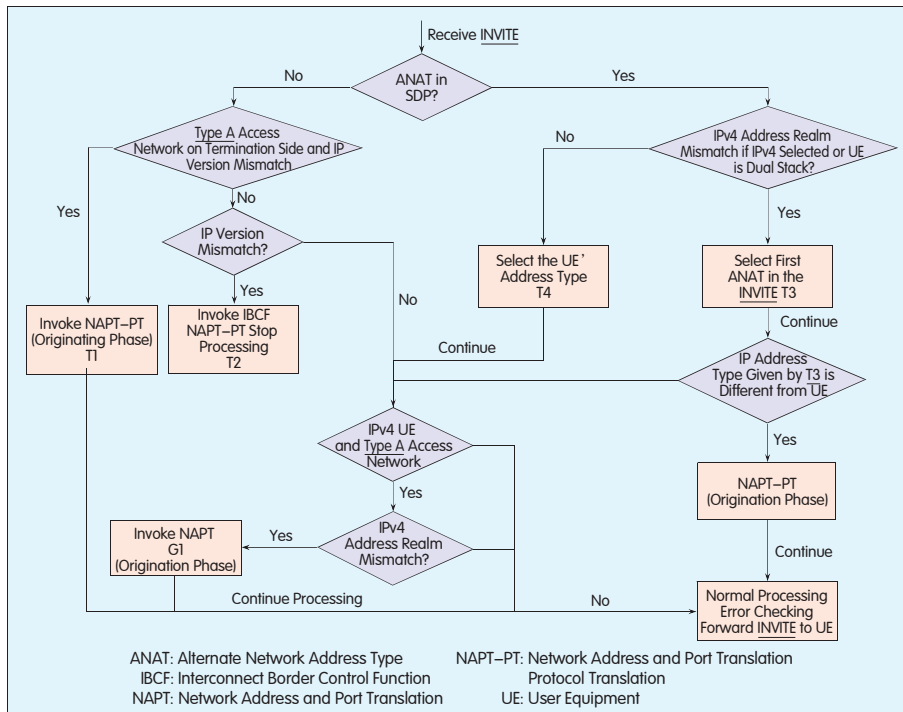 Receive INVITE
No
ANAT in
SDP?
Yes
Type A Access
Network on Termination Side and IP
Version Mismatch
IPv4 Address Realm
Mismatch if IPv4 Selected or UE
is Dual Stack?
No
Yes
No
Yes
IP Version
Mismatch?
Select the UE'
Address Type
T4
Select First
ANAT in the
INVITE T3
Yes
No
Invoke NAPT-PT
(Originating Phase)
T1
Invoke IBCF
NAPT-PT Stop
Processing
T2
Continue
Continue
IP Address
Type Given by T3 is
Different from UE
IPv4 UE
and Type A Access
Network
Yes
NAPT-PT
(Origination Phase)
Yes
Invoke NAPT
G1
(Origination Phase)
Yes
IPv4
Address Realm
Mismatch?
Continue
Continue Processing
No
Normal Processing
Error Checking
Forward INVITE to UE
ANAT: Alternate Network Address Type
IBCF: Interconnect Border Control Function
NAPT: Network Address and Port Translation
NAPT-PT: Network Address and Port Translation
Protocol Translation
UE: User Equipment